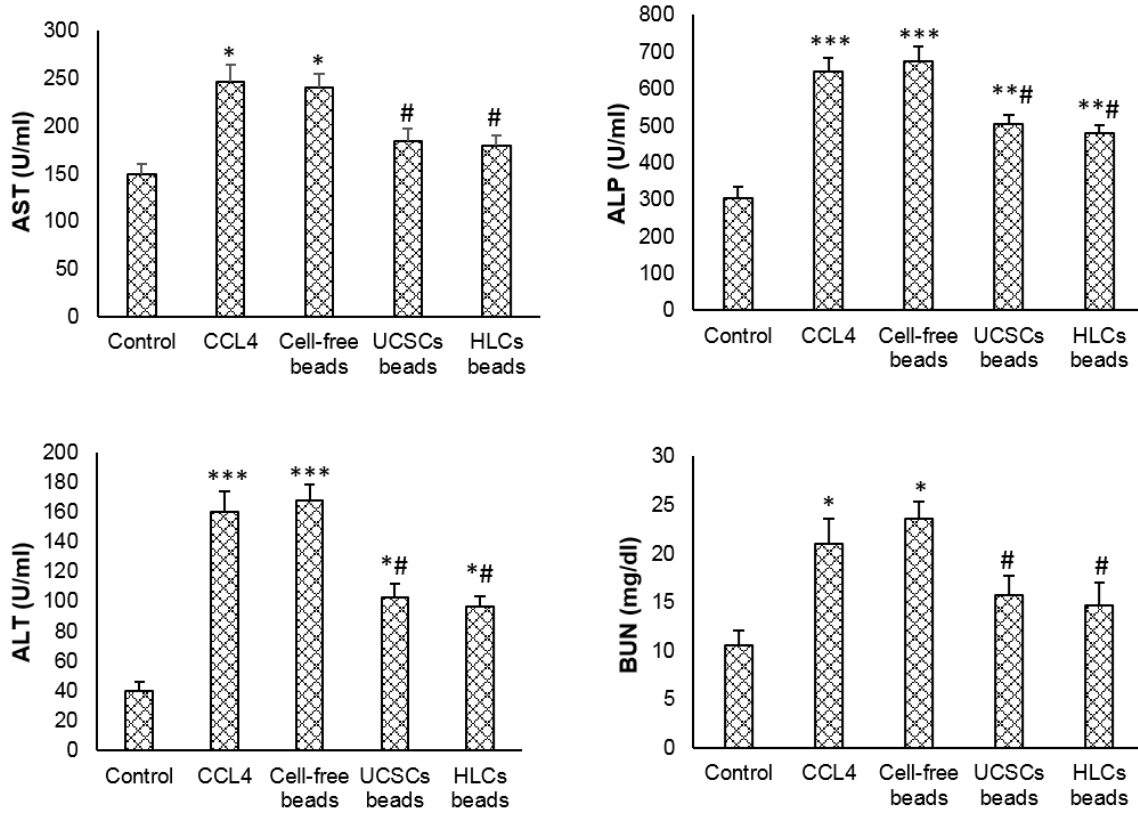 AST (U/ml)
300
250
200
150
100
50
0
*
*
#
#
Control
CCL4
Cell-free
beads
UCSCs
beads
HLCs
beads
ALP (U/ml)
800
700
600
500
400
300
200
100
0
***
***
**#
**#
Control
CCL4
Cell-free
beads
UCSCs
beads
HLCs
beads
ALT (U/ml)
200
180
160
140
120
100
80
60
40
20
0
***
***
*#
*#
Control
CCL4
Cell-free
beads
UCSCs
beads
HLCs
beads
BUN (mg/dl)
30
25
20
15
10
5
0
*
*
#
#
Control
CCL4
Cell-free
beads
UCSCs
beads
HLCs
beads